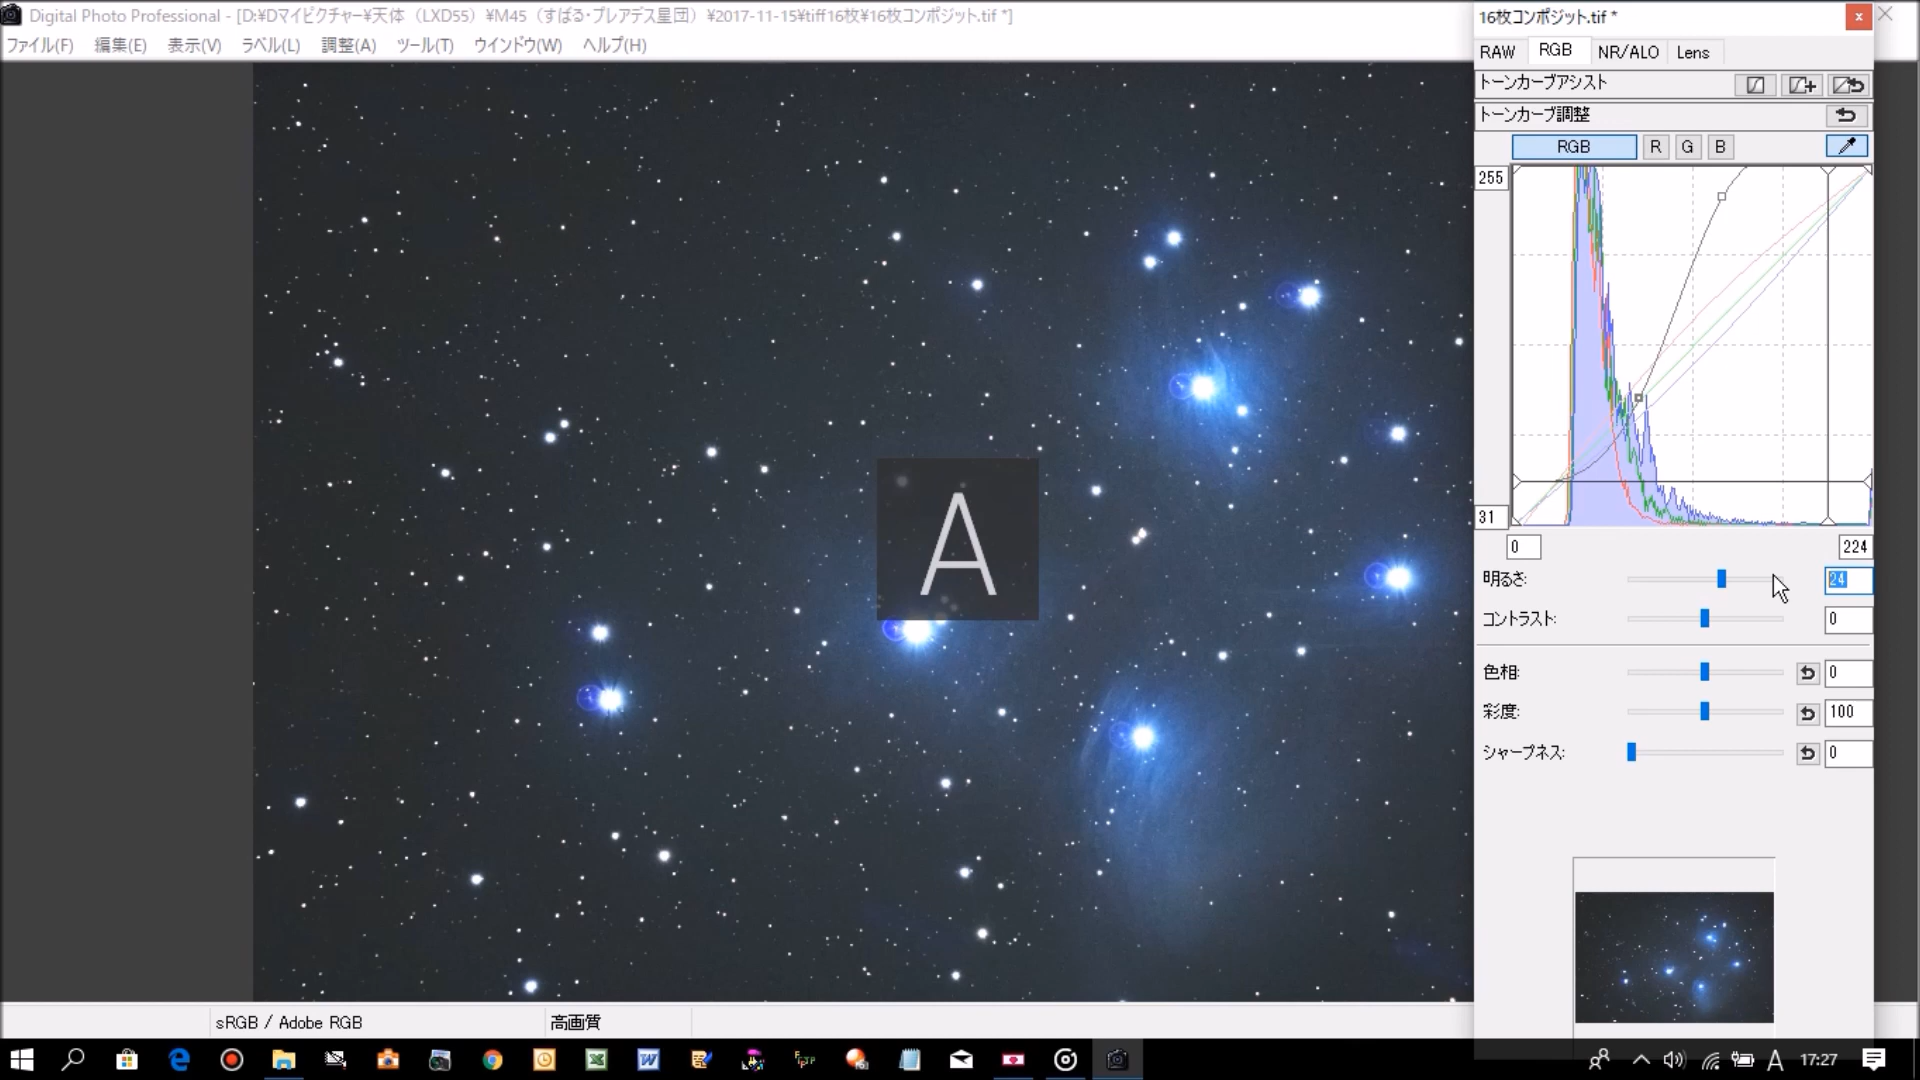 Digital Photo Professional - [D:¥Dマイピクチャー¥天体（LXD55）¥M45（すばる・プレアデス星団）¥2017-11-15¥tiff16枚¥16枚コンポジット.tif *]
ファイル(F) 編集(E) 表示(V) ラベル(L) 調整(A) ツール(T) ウインドウ(W) ヘルプ(H)
16枚コンポジット.tif *
RAW RGB NR/ALO Lens
トーンカーブアシスト
トーンカーブ調整
RGB R G B
255
31
0 224
明るさ: 24
コントラスト: 0
色相: 0
彩度: 100
シャープネス: 0
A
sRGB / Adobe RGB 高画質
A 17:27